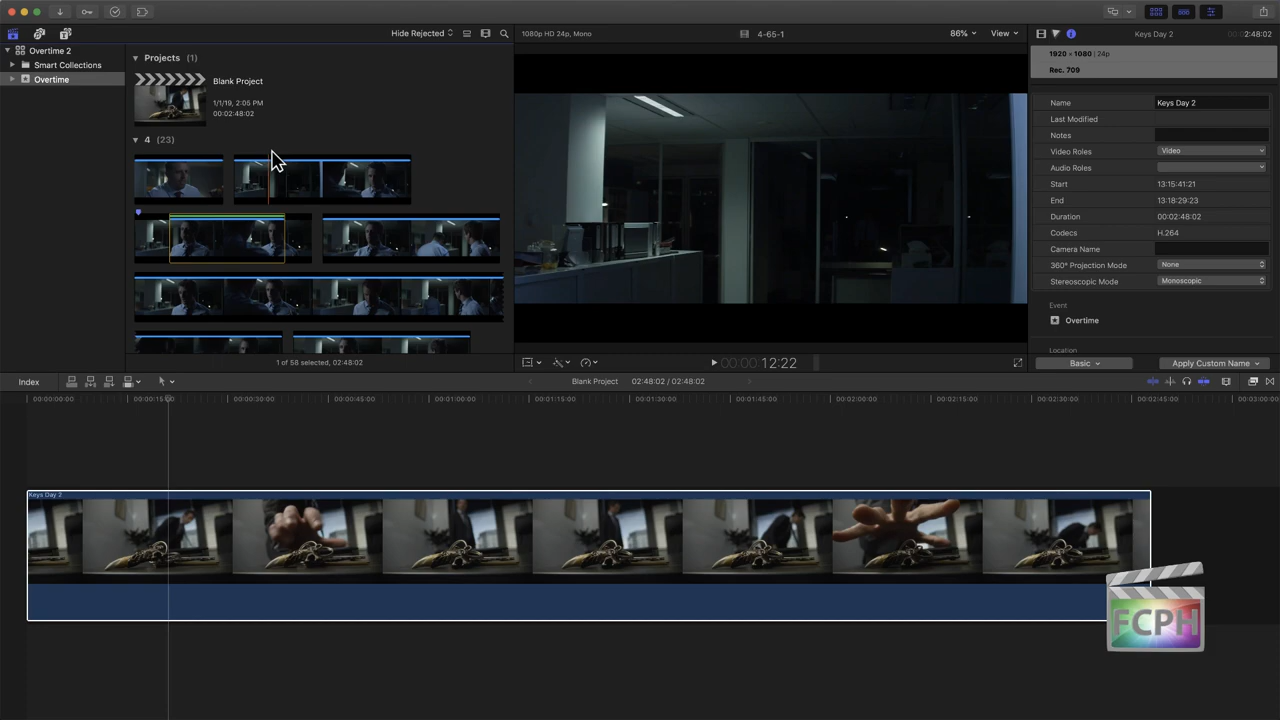 Hide Rejected
1080p HD 24p, Mono
4-65-1
86%
View
Keys Day 2
2:48:02
Overtime 2
Smart Collections
Overtime
Projects (1)
Blank Project
1/1/19, 2:05 PM
00:02:48:02
4 (23)
1 of 58 selected, 02:48:02
00:00:00 12:22
1920 × 1080 | 24p
Rec. 709
Name Keys Day 2
Last Modified
Notes
Video Roles Video
Audio Roles
Start 13:15:41:21
End 13:18:29:23
Duration 00:02:48:02
Codecs H.264
Camera Name
360° Projection Mode None
Stereoscopic Mode Monoscopic
Event
Overtime
Location
Basic
Apply Custom Name
Index
Blank Project 02:48:02 / 02:48:02
00:00:00:00 00:00:15:00 00:00:30:00 00:00:45:00 00:01:00:00 00:01:15:00 00:01:30:00 00:01:45:00 00:02:00:00 00:02:15:00 00:02:30:00 00:02:45:00 00:03:00:00
Keys Day 2
FCPH